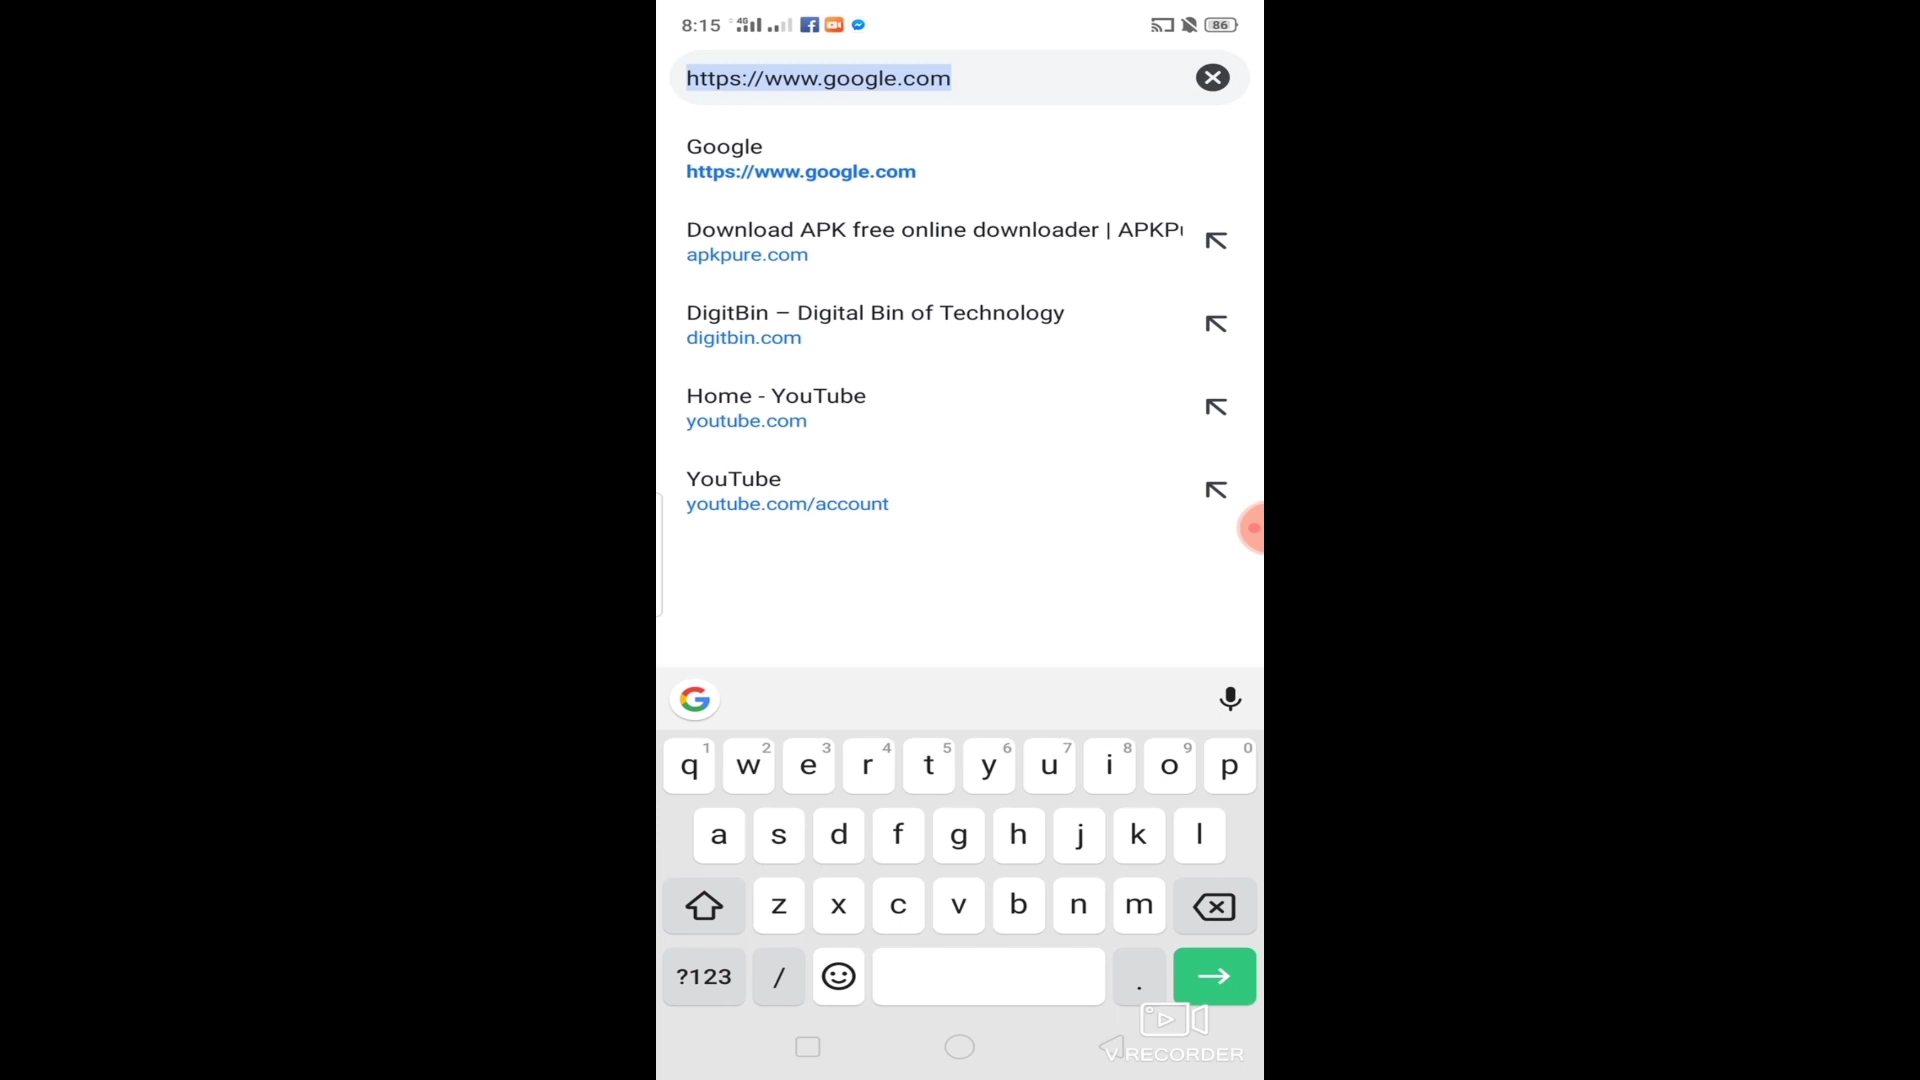 8:15 4G 86
https://www.google.com
Google
https://www.google.com
Download APK free online downloader | APKPu
apkpure.com
DigitBin – Digital Bin of Technology
digitbin.com
Home - YouTube
youtube.com
YouTube
youtube.com/account
1 2 3 4 5 6 7 8 9 0
q w e r t y u i o p
a s d f g h j k l
z x c v b n m
?123 / .
V RECORDER